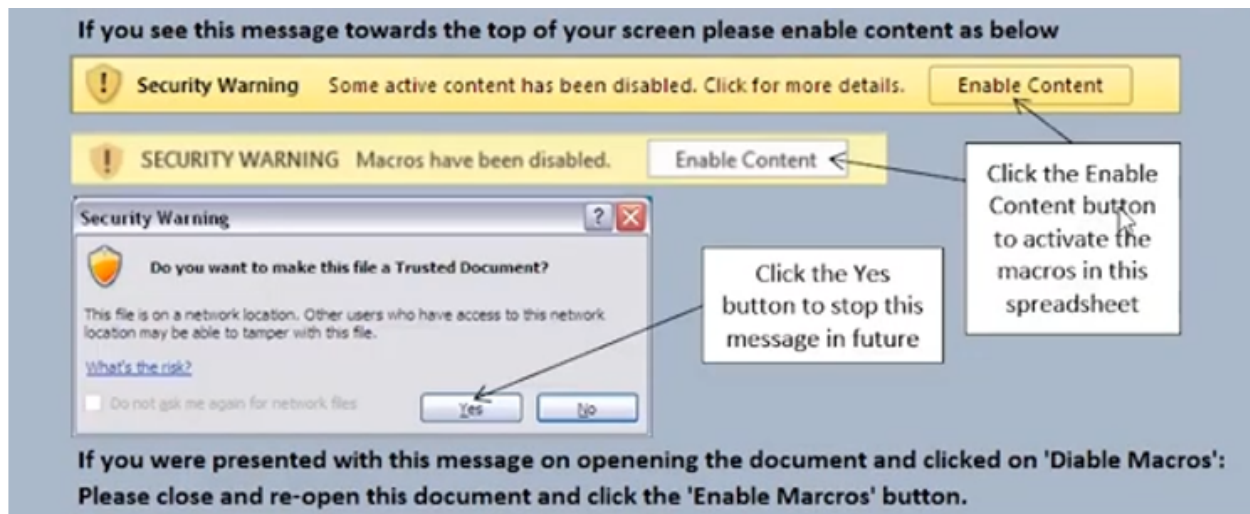 If you see this message towards the top of your screen please enable content as below
Security Warning Some active content has been disabled. Click for more details. Enable Content
SECURITY WARNING Macros have been disabled. Enable Content
Click the Enable
Content button
to activate the
macros in this
spreadsheet
Security Warning
Do you want to make this file a Trusted Document?
This file is on a network location. Other users who have access to this network
location may be able to tamper with this file.
What's the risk?
Do not ask me again for network files
Yes No
Click the Yes
button to stop this
message in future
If you were presented with this message on openening the document and clicked on 'Diable Macros':
Please close and re-open this document and click the 'Enable Marcros' button.